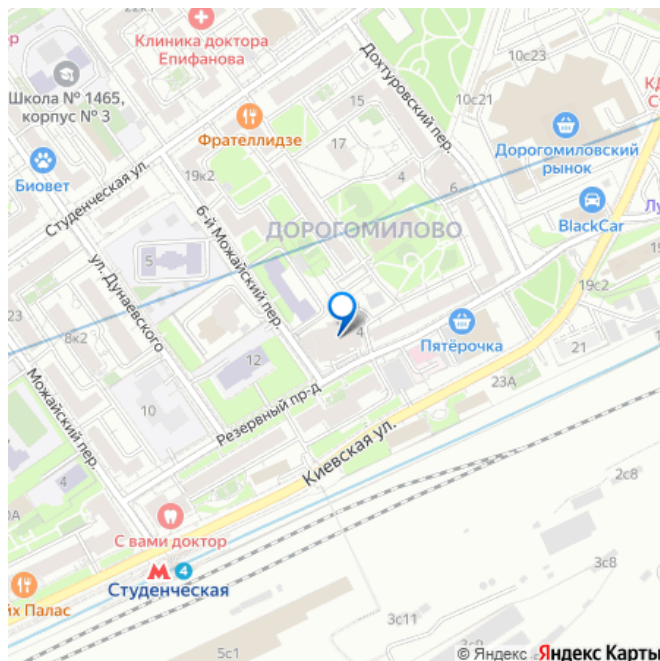 22к1
Клиника доктора
Епифанова
Школа № 1465,
корпус № 3
Фрателлидзе
15
Дохтуровский пер.
10с23
10с21
Дорогомиловский
рынок
Биовет
Студенческая ул.
19к2
17
4
6
BlackCar
6-й Можайский пер.
ДОРОГОМИЛОВО
5
ул. Дунаевского
19с2
23
8к2
4
Пятёрочка
21
12
23А
Можайский пер.
10
Резервный пр-д
Киевская ул.
4
2с8
С вами доктор
4
Студенческая
3с8
3с11
5с1
© Яндекс Яндекс Карты